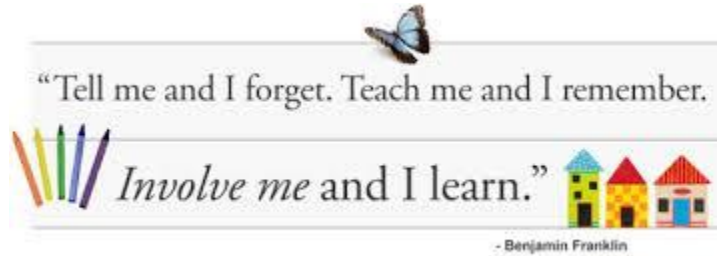 “Tell me and I forget. Teach me and I remember.
Involve me and I learn.”
- Benjamin Franklin